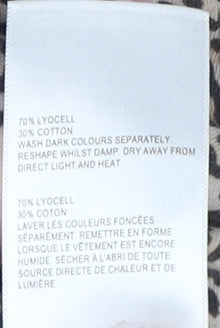 70% LYOCELL
30% COTTON
WASH DARK COLOURS SEPARATELY.
RESHAPE WHILST DAMP. DRY AWAY FROM
DIRECT LIGHT AND HEAT.
70% LYOCELL
30% COTON
LAVER LES COULEURS FONCÉES
SÉPARÉMENT. REMETTRE EN FORME
LORSQUE LE VÊTEMENT EST ENCORE
HUMIDE. SÉCHER À L'ABRI DE TOUTE
SOURCE DIRECTE DE CHALEUR ET DE
LUMIÈRE.